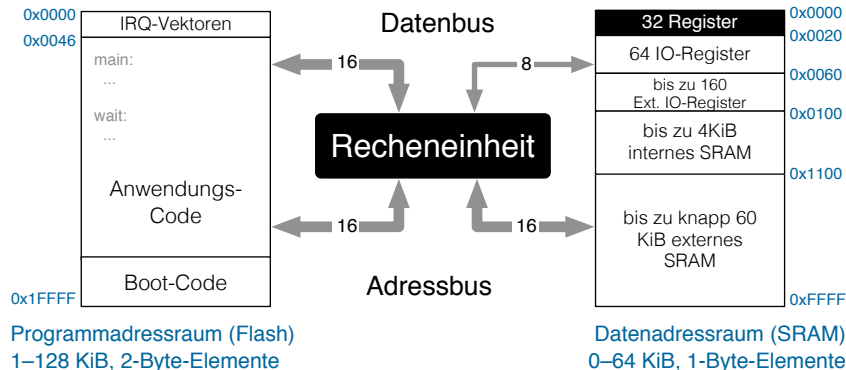 0x0000
0x0046
IRQ-Vektoren
main:
...
wait:
...
Anwendungs-
Code
Boot-Code
0x1FFFF
Programmadressraum (Flash)
1–128 KiB, 2-Byte-Elemente
Datenbus
16
8
Recheneinheit
16
16
Adressbus
32 Register
64 IO-Register
bis zu 160
Ext. IO-Register
bis zu 4KiB
internes SRAM
bis zu knapp 60
KiB externes
SRAM
0x0000
0x0020
0x0060
0x0100
0x1100
0xFFFF
Datenadressraum (SRAM)
0–64 KiB, 1-Byte-Elemente